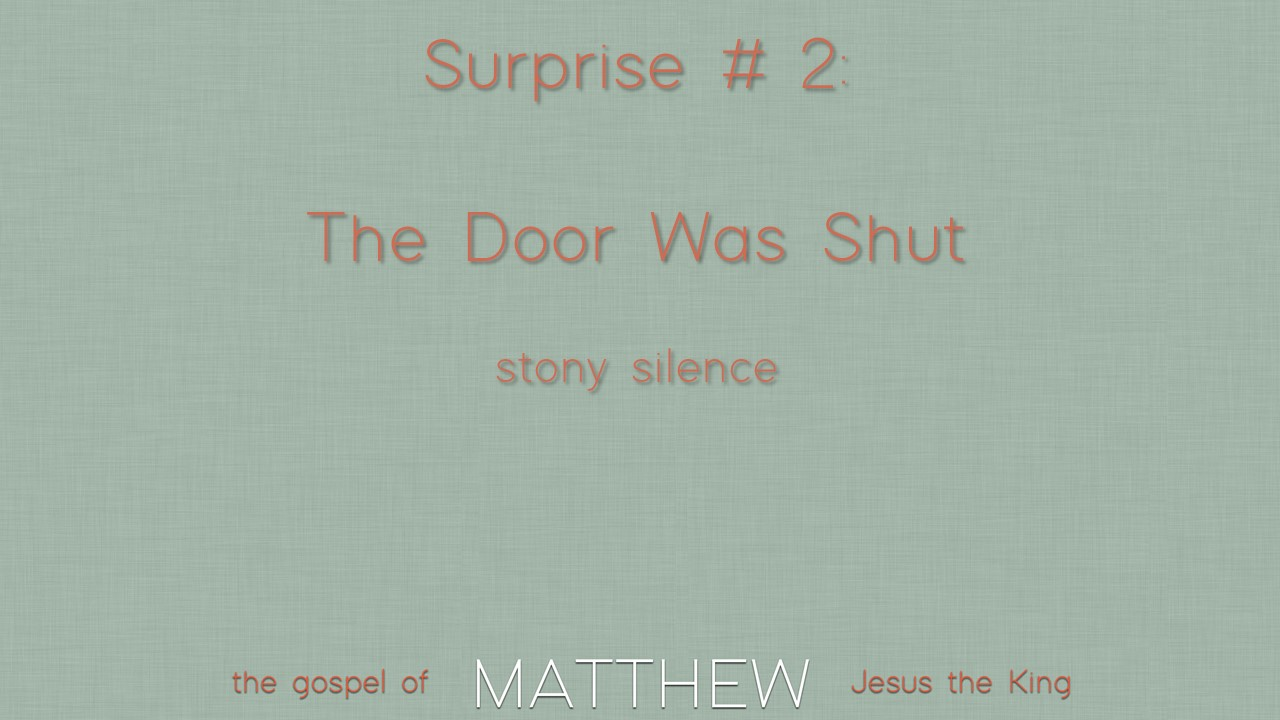 Surprise # 2:
The Door Was Shut
stony silence
the gospel of MATTHEW Jesus the King